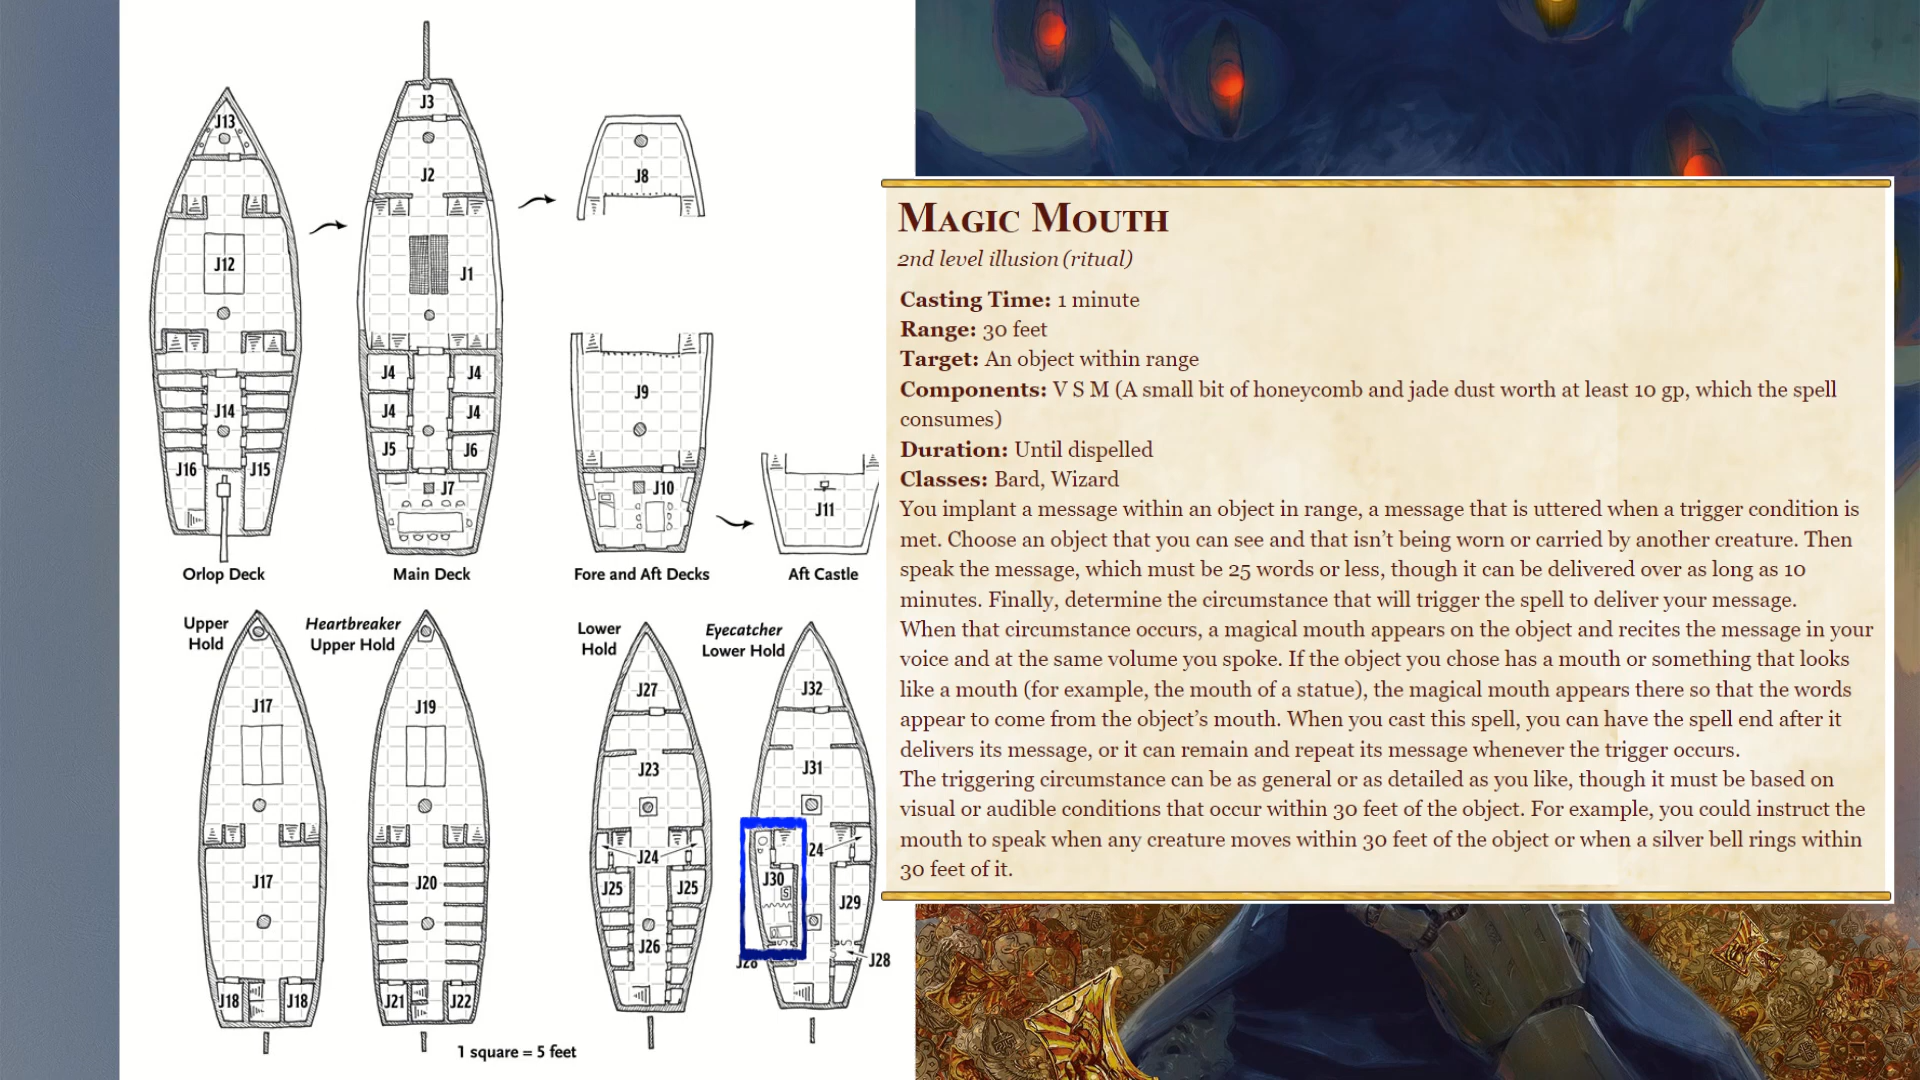 J13
J12
J14
J16
J15
Orlop Deck
J3
J2
J1
J4
J4
J4
J4
J5
J6
J7
Main Deck
J8
J9
J10
Fore and Aft Decks
J11
Aft Castle
Upper
Hold
J17
J17
J18
J18
Heartbreaker
Upper Hold
J19
J20
J21
J22
Lower
Hold
J27
J23
J24
J25
J25
J26
Eyecatcher
Lower Hold
J32
J31
24
J30
S
J29
J28
J28
1 square = 5 feet
Magic Mouth
2nd level illusion (ritual)
Casting Time: 1 minute
Range: 30 feet
Target: An object within range
Components: V S M (A small bit of honeycomb and jade dust worth at least 10 gp, which the spell
consumes)
Duration: Until dispelled
Classes: Bard, Wizard
You implant a message within an object in range, a message that is uttered when a trigger condition is
met. Choose an object that you can see and that isn't being worn or carried by another creature. Then
speak the message, which must be 25 words or less, though it can be delivered over as long as 10
minutes. Finally, determine the circumstance that will trigger the spell to deliver your message.
When that circumstance occurs, a magical mouth appears on the object and recites the message in your
voice and at the same volume you spoke. If the object you chose has a mouth or something that looks
like a mouth (for example, the mouth of a statue), the magical mouth appears there so that the words
appear to come from the object's mouth. When you cast this spell, you can have the spell end after it
delivers its message, or it can remain and repeat its message whenever the trigger occurs.
The triggering circumstance can be as general or as detailed as you like, though it must be based on
visual or audible conditions that occur within 30 feet of the object. For example, you could instruct the
mouth to speak when any creature moves within 30 feet of the object or when a silver bell rings within
30 feet of it.